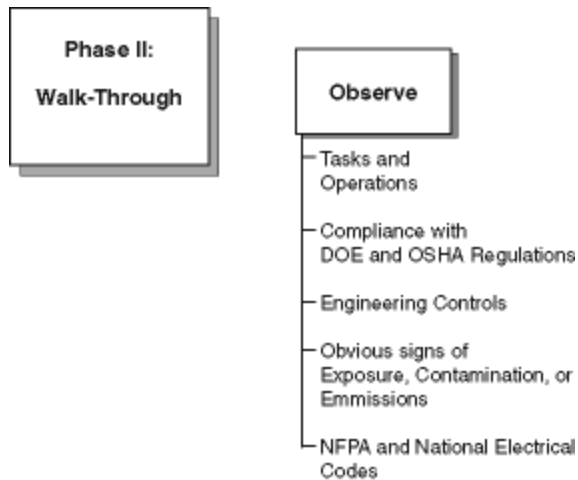 Phase II:
Walk-Through
Observe
Tasks and
Operations
Compliance with
DOE and OSHA Regulations
Engineering Controls
Obvious signs of
Exposure, Contamination, or
Emmissions
NFPA and National Electrical
Codes